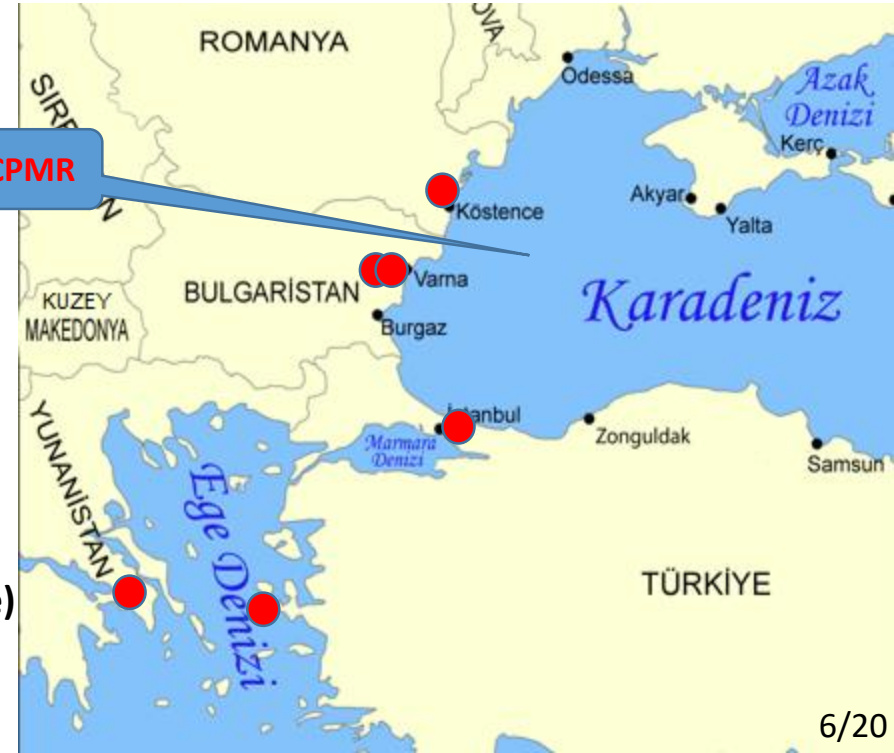 ROMANYA
OVA
Odessa
Azak
Denizi
Kerç
CPMR
Akyar
Yalta
Köstence
BULGARİSTAN
Varna
KUZEY
MAKEDONYA
Burgaz
Karadeniz
İstanbul
Zonguldak
Samsun
Marmara
Denizi
YUNANİSTAN
Ege Denizi
TÜRKİYE
)
6/20